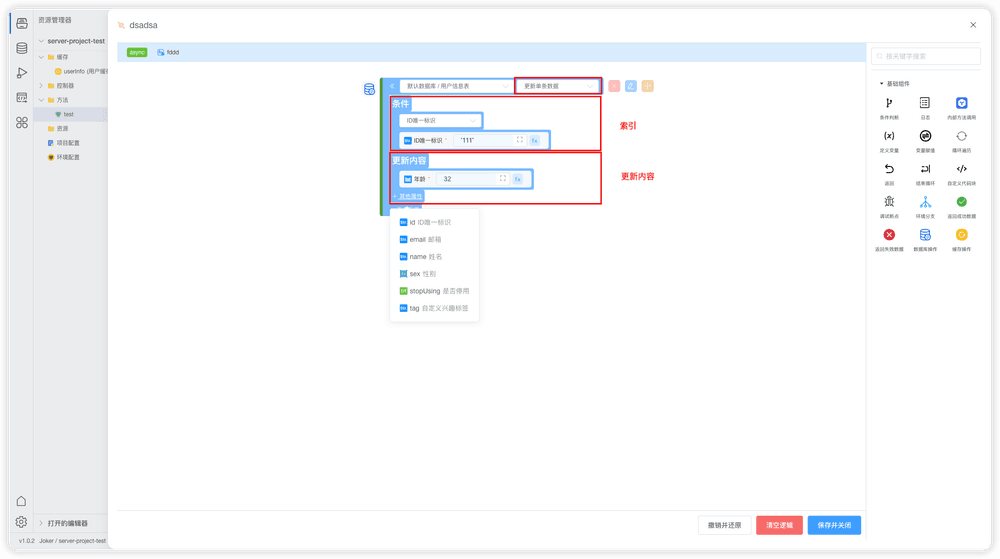 资源管理器
server-project-test
缓存
userInfo (用户缓存
控制器
方法
test
资源
项目配置
环境配置
打开的编辑器
v1.0.2 Joker / server-project-test
dsadsa
async
fddd
默认数据库 / 用户信息表
更新单条数据
条件
ID唯一标识
ID唯一标识 * '111' fx
索引
更新内容
年龄 * 32 fx
更新内容
+ 其他属性
id ID唯一标识
email 邮箱
name 姓名
sex 性别
stopUsing 是否停用
tag 自定义兴趣标签
按关键字搜索
基础组件
条件判断
日志
内部方法调用
定义变量
变量赋值
循环遍历
返回
结束循环
自定义代码块
调试断点
环境分支
返回成功数据
返回失败数据
数据库操作
缓存操作
撤销并还原
清空逻辑
保存并关闭